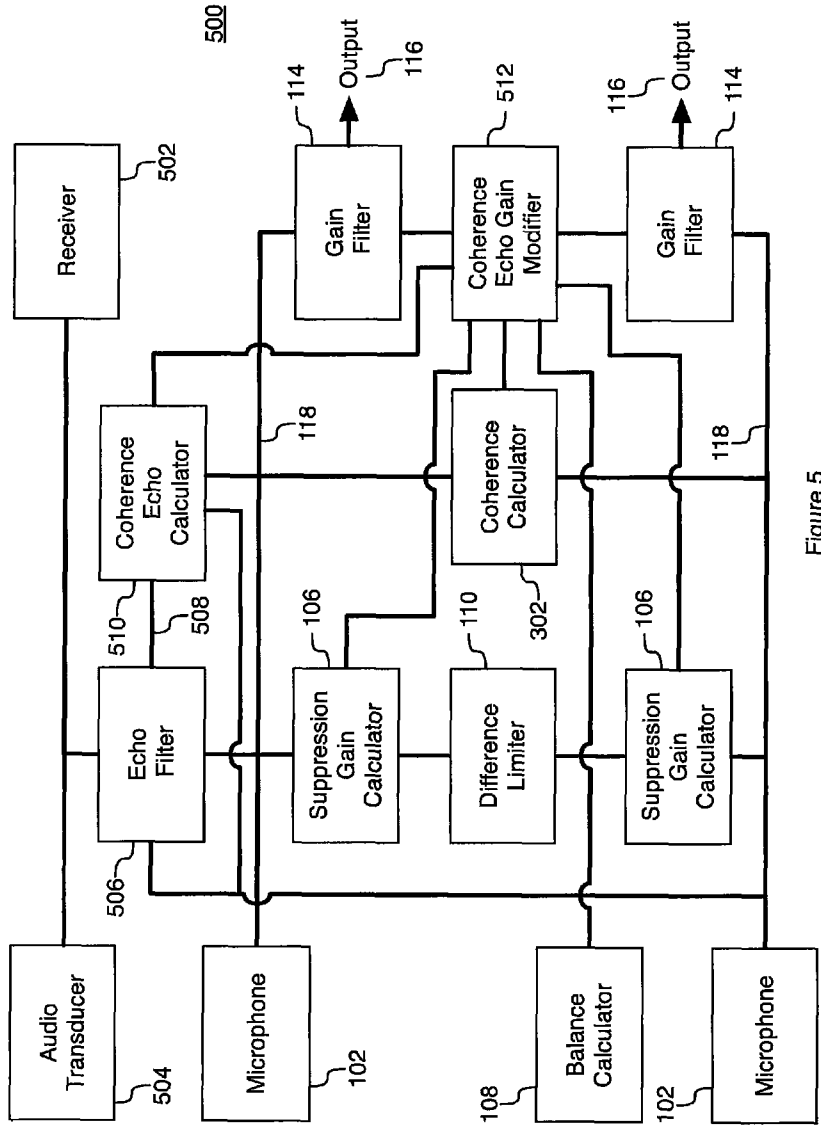 500
Receiver
502
Audio
Transducer
504
Echo
Filter
506
508
Coherence
Echo
Calculator
510
118
Gain
Filter
114
Output
116
Microphone
102
Suppression
Gain
Calculator
106
Difference
Limiter
110
Coherence
Calculator
302
Coherence
Echo Gain
Modifier
512
Balance
Calculator
108
Suppression
Gain
Calculator
106
Gain
Filter
114
Output
116
118
Microphone
102
Figure 5